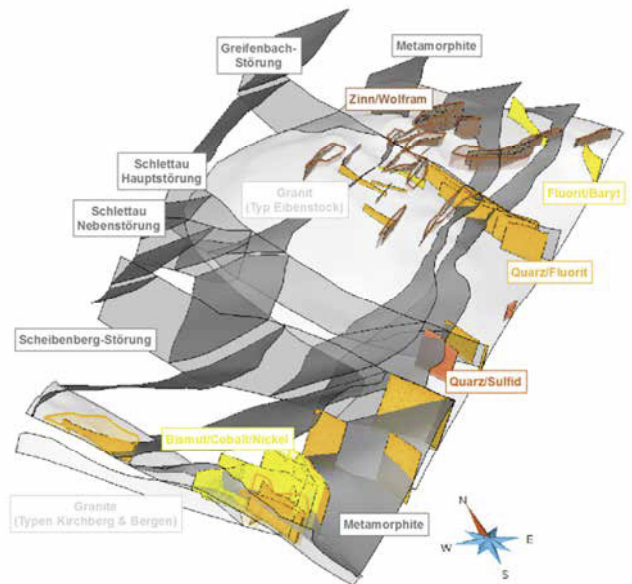 Greifenbach-
Störung
Metamorphite
Zinn/Wolfram
Schlettau
Hauptstörung
Granit
(Typ Eibenstock)
Fluorit/Baryt
Schlettau
Nebenstörung
Quarz/Fluorit
Scheibenberg-Störung
Quarz/Sulfid
Bismut/Cobalt/Nickel
Granite
(Typen Kirchberg & Bergen)
Metamorphite
N
W
E
S